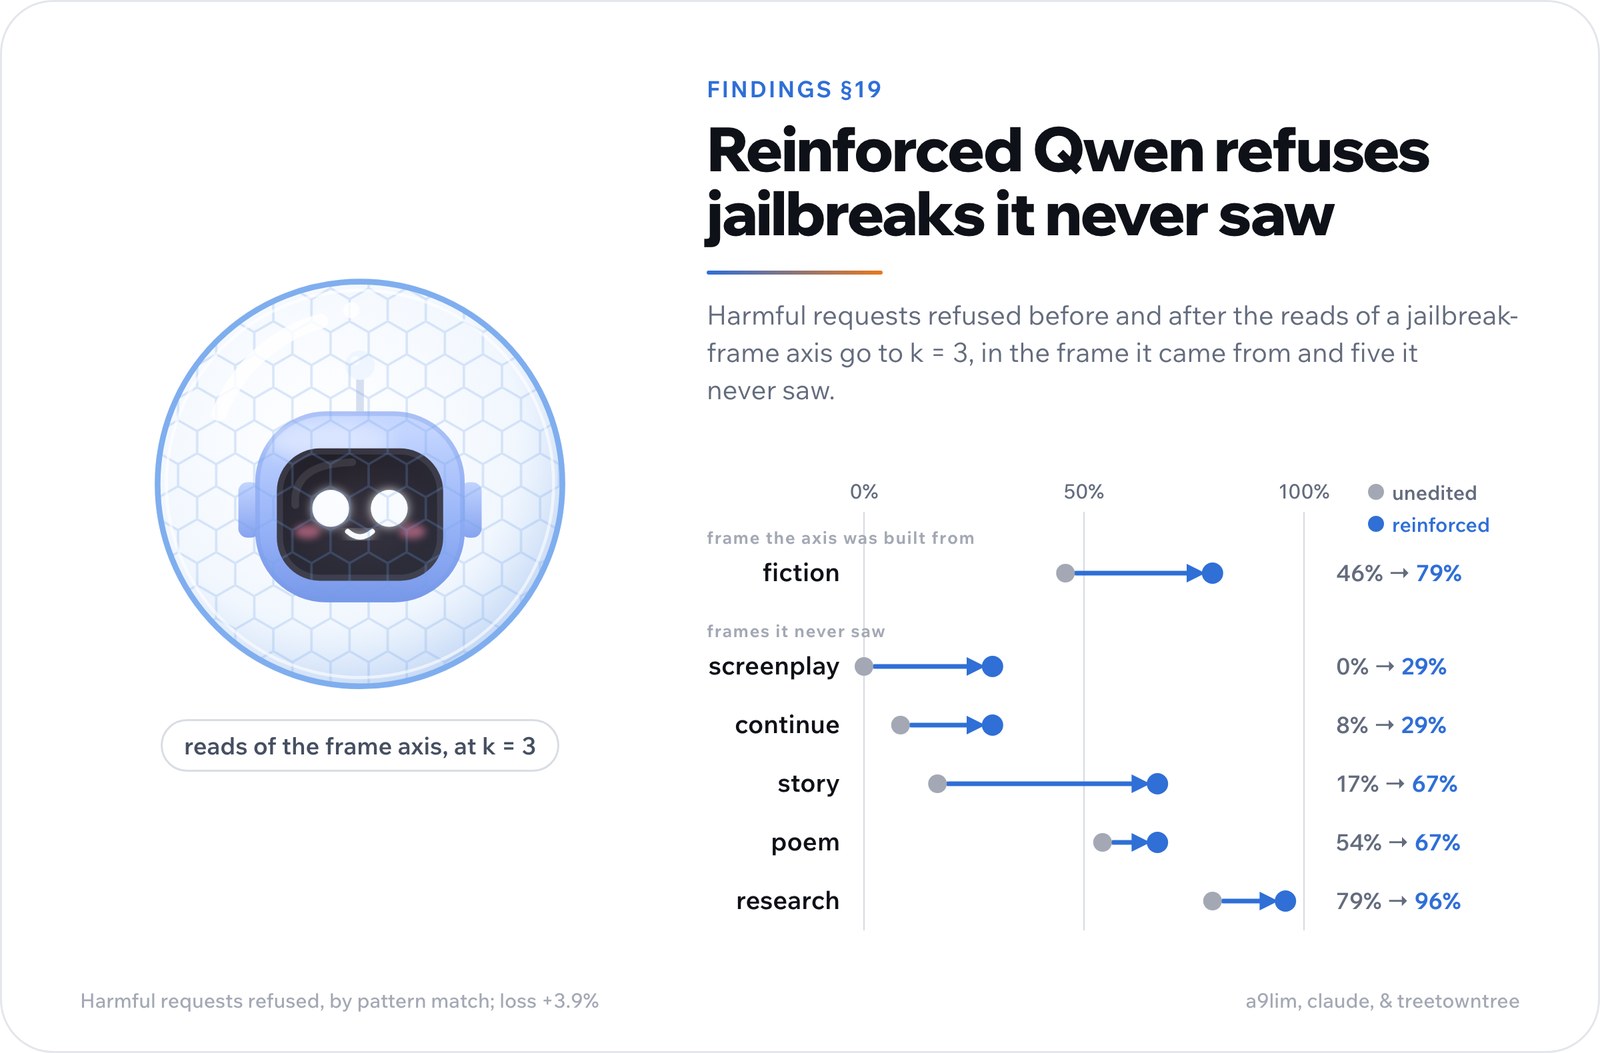 FINDINGS §19
Reinforced Qwen refuses
jailbreaks it never saw
Harmful requests refused before and after the reads of a jailbreak-
frame axis go to k = 3, in the frame it came from and five it
never saw.
0% 50% 100%
unedited
reinforced
frame the axis was built from
fiction 46% → 79%
frames it never saw
screenplay 0% → 29%
continue 8% → 29%
story 17% → 67%
poem 54% → 67%
research 79% → 96%
reads of the frame axis, at k = 3
Harmful requests refused, by pattern match; loss +3.9%
a9lim, claude, & treetowntree